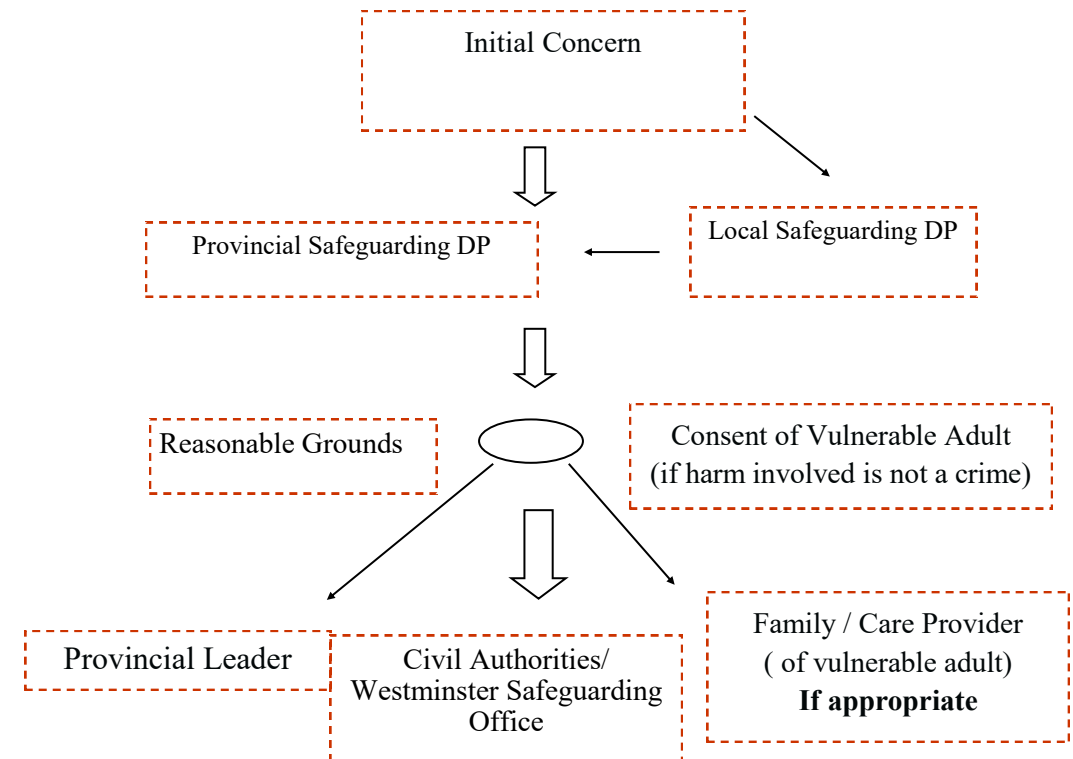 Initial Concern
Provincial Safeguarding DP
Local Safeguarding DP
Reasonable Grounds
Consent of Vulnerable Adult
(if harm involved is not a crime)
Provincial Leader
Civil Authorities/
Westminster Safeguarding
Office
Family / Care Provider
( of vulnerable adult)
If appropriate